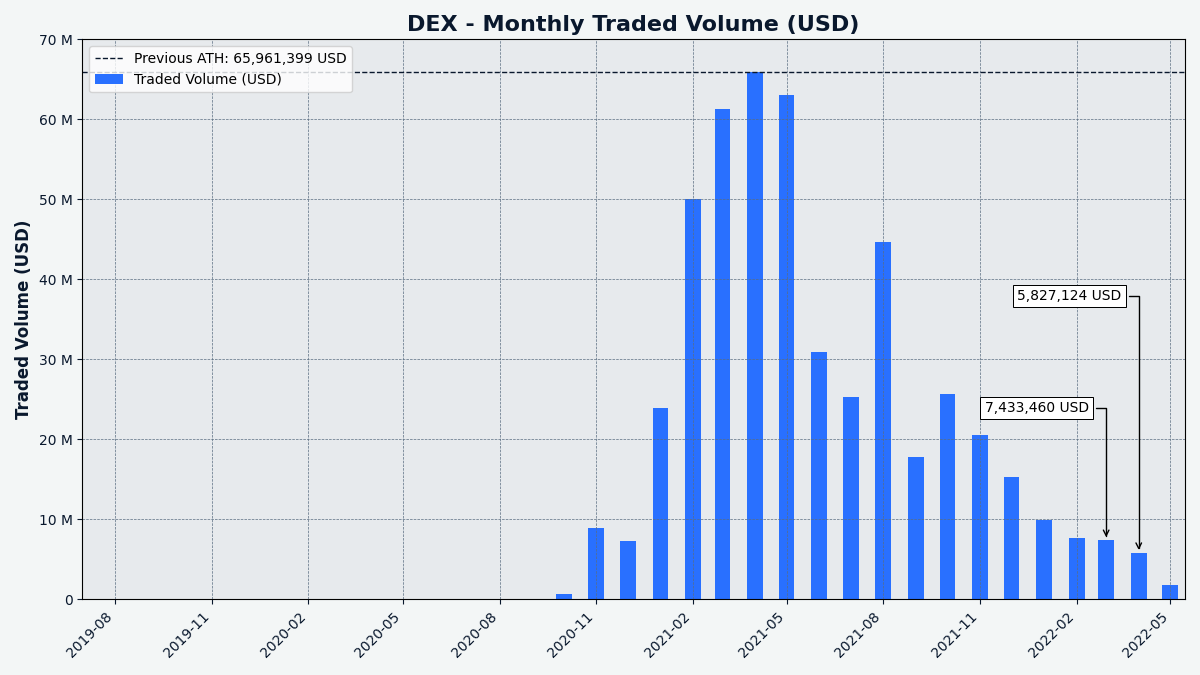 DEX - Monthly Traded Volume (USD)
Previous ATH: 65,961,399 USD
Traded Volume (USD)
Traded Volume (USD)
70 M
60 M
50 M
40 M
30 M
20 M
10 M
0
5,827,124 USD
7,433,460 USD
2019-08
2019-11
2020-02
2020-05
2020-08
2020-11
2021-02
2021-05
2021-08
2021-11
2022-02
2022-05